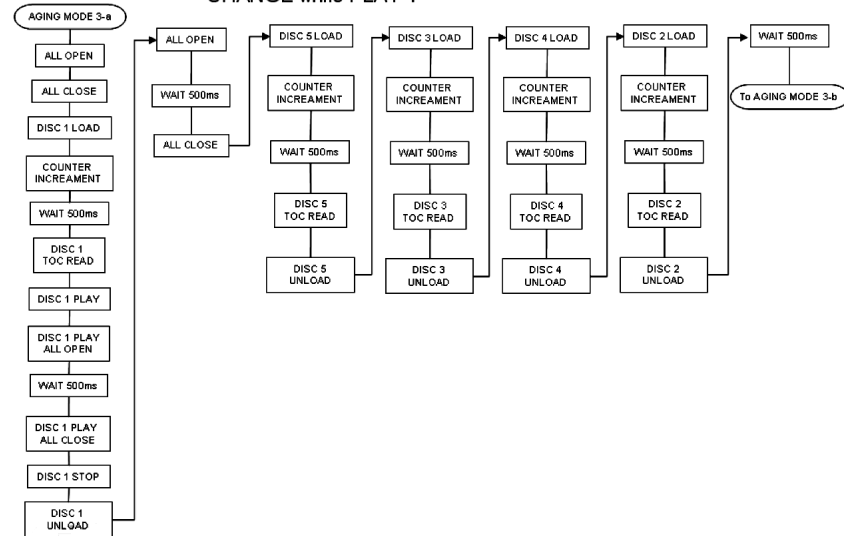 CHANGE while PLAY 1
AGING MODE 3-a
ALL OPEN
ALL CLOSE
DISC 1 LOAD
COUNTER
INCREAMENT
WAIT 500ms
DISC 1
TOC READ
DISC 1 PLAY
DISC 1 PLAY
ALL OPEN
WAIT 500ms
DISC 1 PLAY
ALL CLOSE
DISC 1 STOP
DISC 1
UNLOAD
ALL OPEN
WAIT 500ms
ALL CLOSE
DISC 5 LOAD
COUNTER
INCREAMENT
WAIT 500ms
DISC 5
TOC READ
DISC 5
UNLOAD
DISC 3 LOAD
COUNTER
INCREAMENT
WAIT 500ms
DISC 3
TOC READ
DISC 3
UNLOAD
DISC 4 LOAD
COUNTER
INCREAMENT
WAIT 500ms
DISC 4
TOC READ
DISC 4
UNLOAD
DISC 2 LOAD
COUNTER
INCREAMENT
WAIT 500ms
DISC 2
TOC READ
DISC 2
UNLOAD
WAIT 500ms
To AGING MODE 3-b